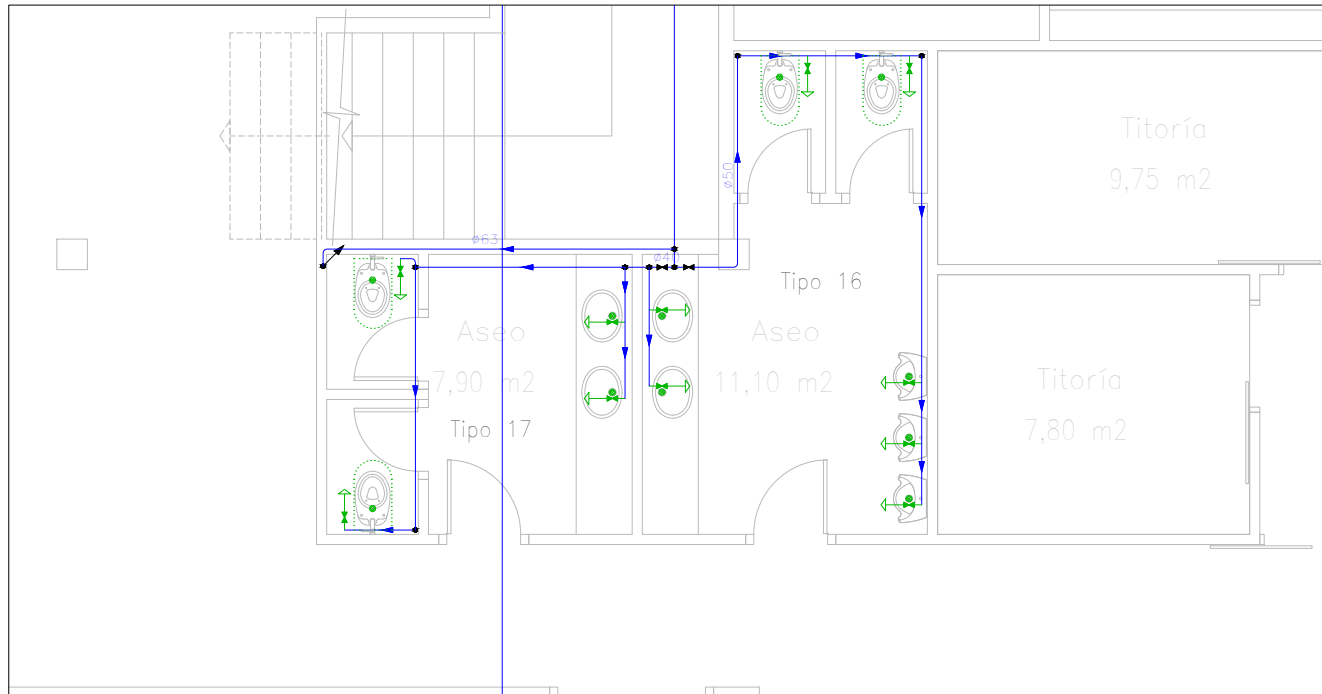 Titoría
9,75 m2
ø50
ø63
ø40
Tipo 16
Aseo
7,90 m2
Aseo
11,10 m2
Titoría
7,80 m2
Tipo 17